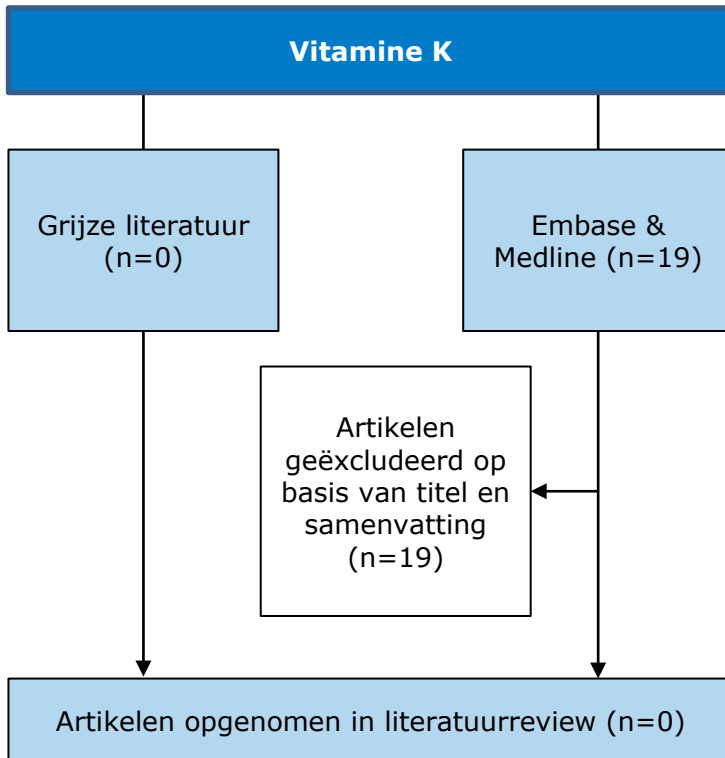 Vitamine K
Grijze literatuur
(n=0)
Embase &
Medline (n=19)
Artikelen
geëxcludeerd op
basis van titel en
samenvatting
(n=19)
Artikelen opgenomen in literatuurreview (n=0)